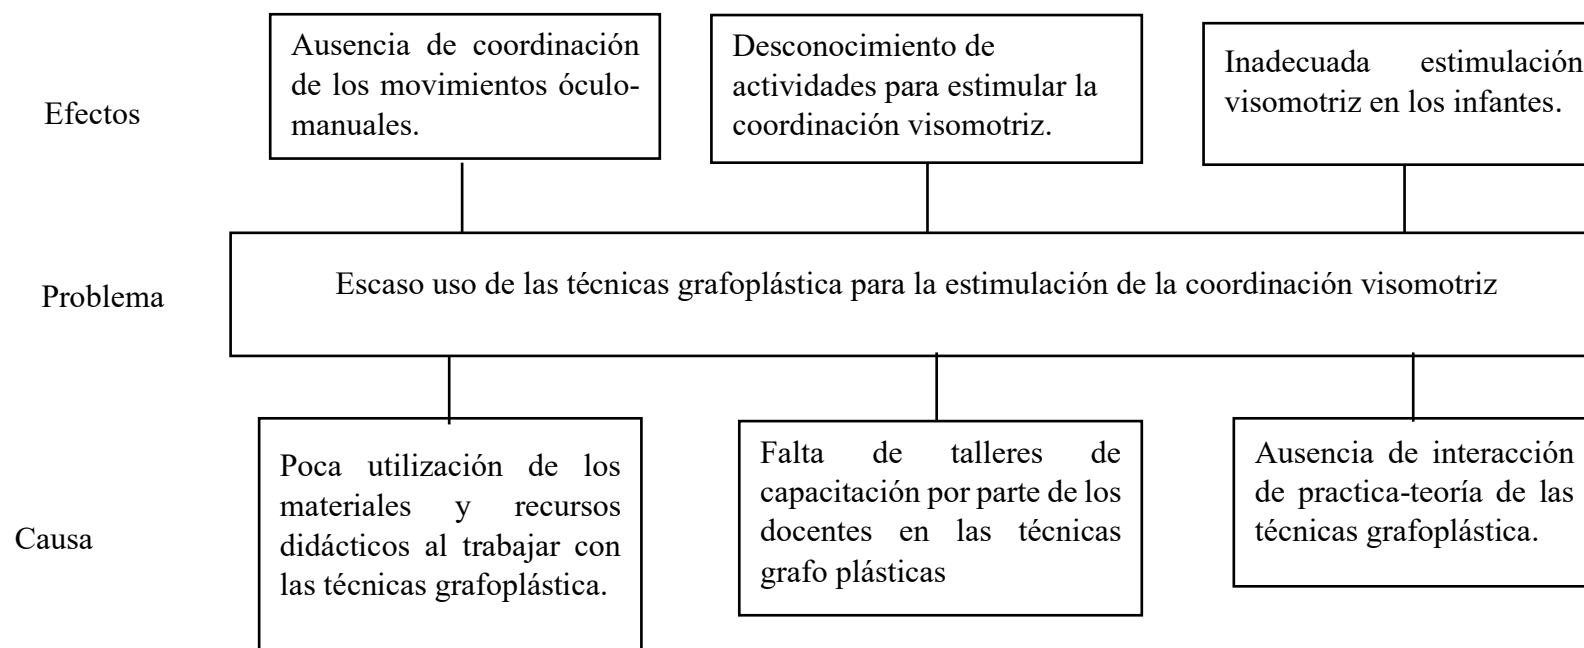 Efectos
Ausencia de coordinación
de los movimientos óculo-
manuales.
Desconocimiento de
actividades para estimular la
coordinación visomotriz.
Inadecuada estimulación
visomotriz en los infantes.
Problema
Escaso uso de las técnicas grafoplástica para la estimulación de la coordinación visomotriz
Causa
Poca utilización de los
materiales y recursos
didácticos al trabajar con
las técnicas grafoplástica.
Falta de talleres de
capacitación por parte de los
docentes en las técnicas
grafo plásticas
Ausencia de interacción
de practica-teoría de las
técnicas grafoplástica.